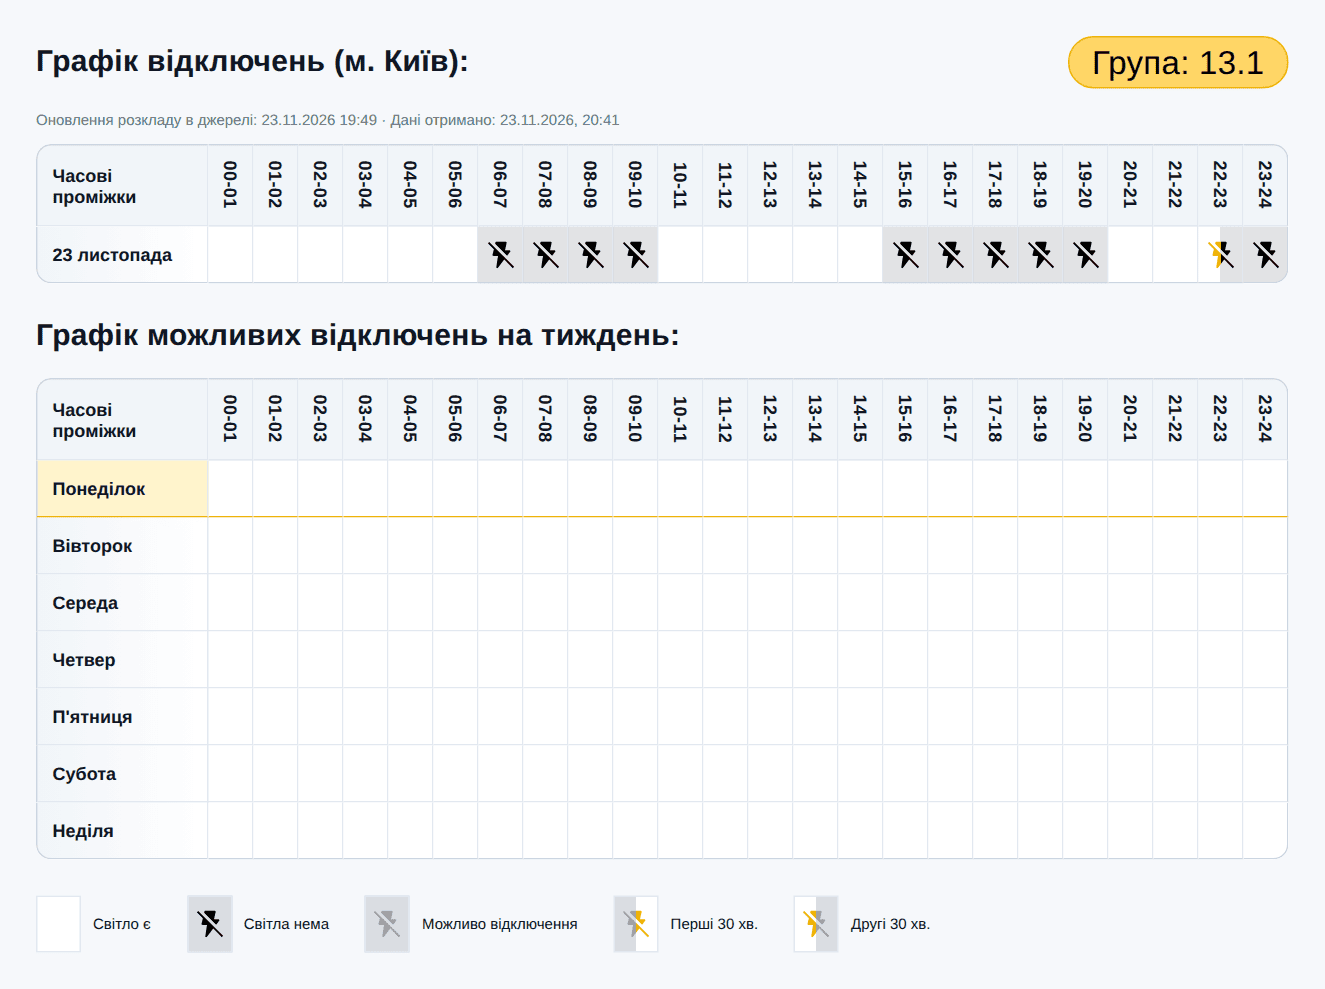 Графік відключень (м. Київ):
Група: 13.1
Оновлення розкладу в джерелі: 23.11.2026 19:49 · Дані отримано: 23.11.2026, 20:41
Часові проміжки 00-01 01-02 02-03 03-04 04-05 05-06 06-07 07-08 08-09 09-10 10-11 11-12 12-13 13-14 14-15 15-16 16-17 17-18 18-19 19-20 20-21 21-22 22-23 23-24
23 листопада
Графік можливих відключень на тиждень:
Часові проміжки 00-01 01-02 02-03 03-04 04-05 05-06 06-07 07-08 08-09 09-10 10-11 11-12 12-13 13-14 14-15 15-16 16-17 17-18 18-19 19-20 20-21 21-22 22-23 23-24
Понеділок
Вівторок
Середа
Четвер
П'ятниця
Субота
Неділя
Світло є Світла нема Можливо відключення Перші 30 хв. Другі 30 хв.